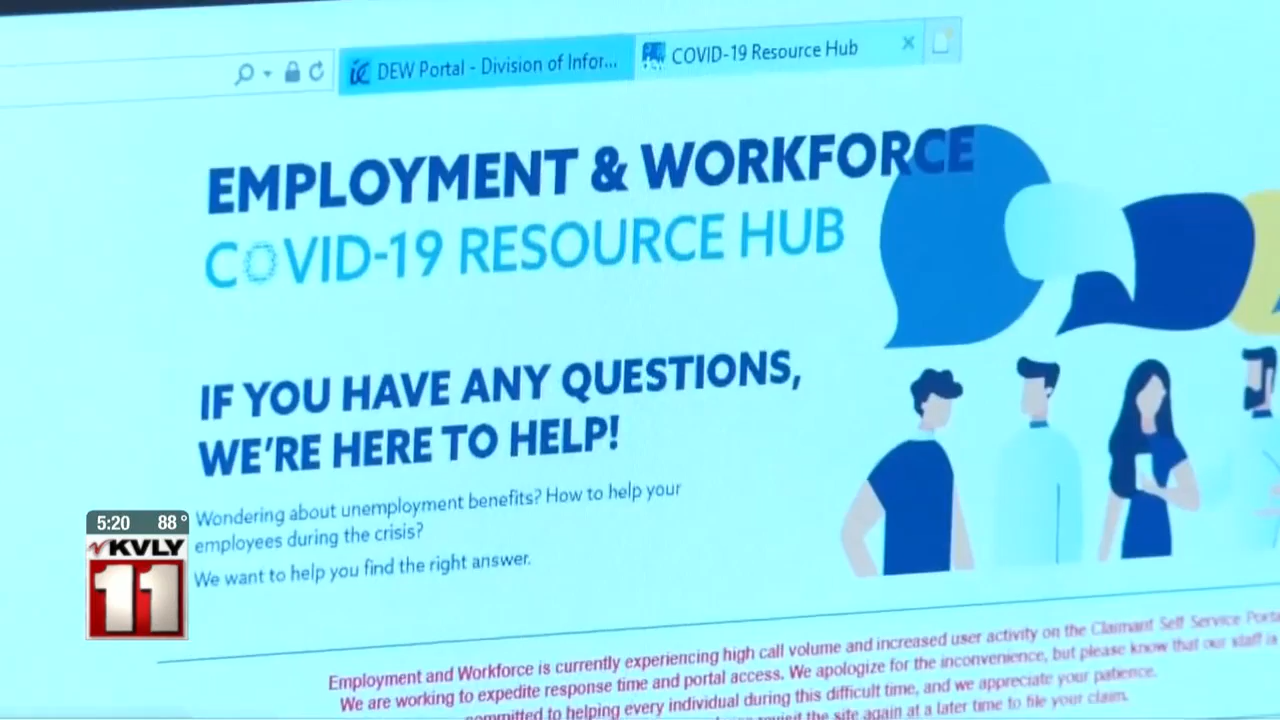 DEW Portal - Division of Infor...
COVID-19 Resource Hub
EMPLOYMENT & WORKFORCE
COVID-19 RESOURCE HUB
IF YOU HAVE ANY QUESTIONS,
WE'RE HERE TO HELP!
Wondering about unemployment benefits? How to help your
employees during the crisis?
We want to help you find the right answer.
5:20 88°
KVLY
11
Employment and Workforce is currently experiencing high call volume and increased user activity on the Claimant Self Service
We are working to expedite response time and portal access. We apologize for the inconvenience, but please know that our staff is
committed to helping every individual during this difficult time, and we appreciate your patience.
the site again at a later time to file your claim.